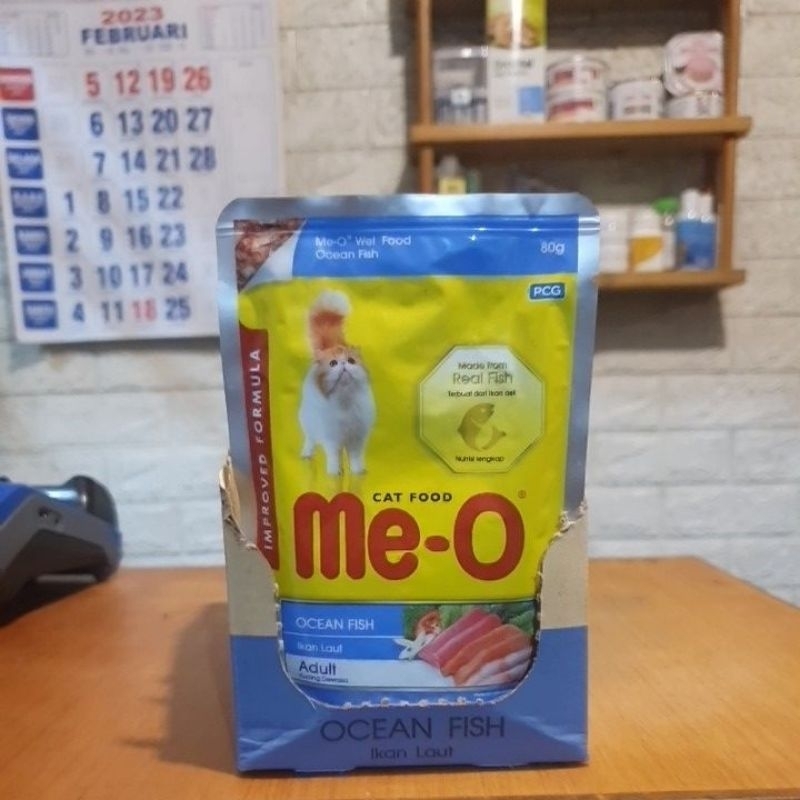 2023
FEBRUARI
5 12 19 26
6 13 20 27
7 14 21 28
1 8 15 22
2 9 16 23
3 10 17 24
4 11 18 25
Me-O® Wet Food
Ocean Fish
80g
PCG
Made from
Real Fish
Terbuat dari ikan asli
Nutrisi lengkap
IMPROVED FORMULA
CAT FOOD
Me-O®
OCEAN FISH
Ikan Laut
Adult
Kucing Dewasa
OCEAN FISH
Ikan Laut